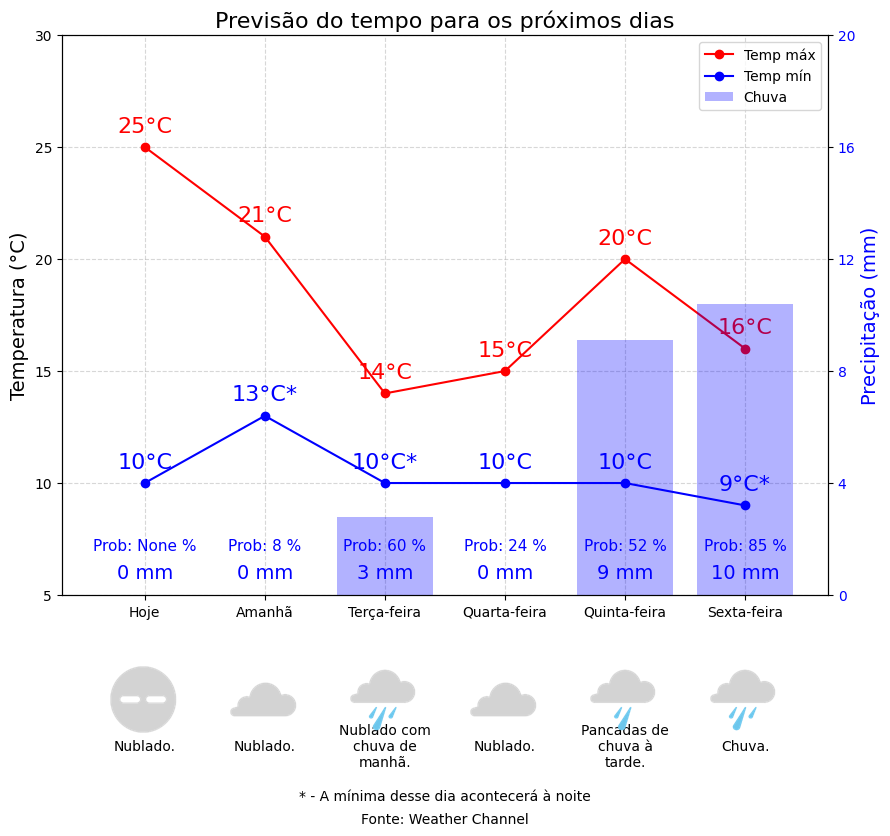 Previsão do tempo para os próximos dias
Temp máx
Temp mín
Chuva
Temperatura (°C)
30
25
20
15
10
5
Precipitação (mm)
20
16
12
8
4
0
25°C
21°C
14°C
15°C
20°C
16°C
10°C
13°C*
10°C*
10°C
10°C
9°C*
Prob: None %
Prob: 8 %
Prob: 60 %
Prob: 24 %
Prob: 52 %
Prob: 85 %
0 mm
0 mm
3 mm
0 mm
9 mm
10 mm
Hoje
Amanhã
Terça-feira
Quarta-feira
Quinta-feira
Sexta-feira
Nublado.
Nublado.
Nublado com
chuva de
manhã.
Nublado.
Pancadas de
chuva à
tarde.
Chuva.
* - A mínima desse dia acontecerá à noite
Fonte: Weather Channel